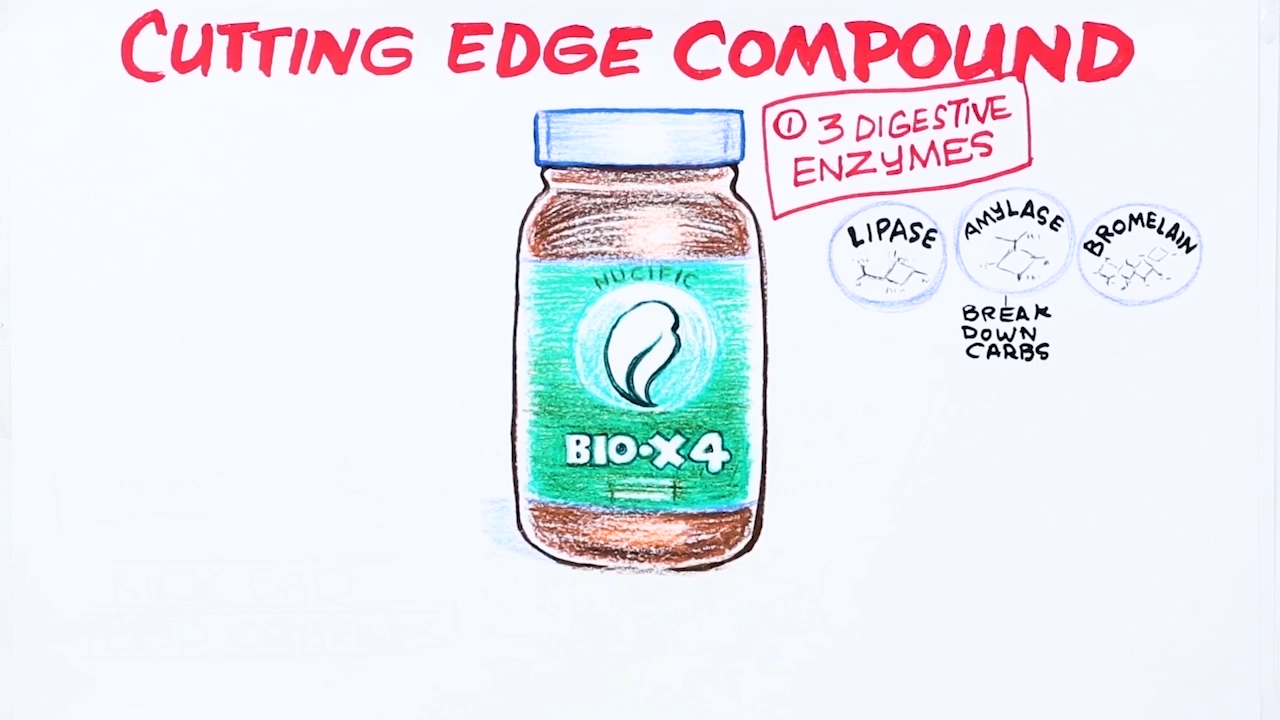 CUTTING EDGE COMPOUND
① 3 DIGESTIVE
ENZYMES
LIPASE
AMYLASE
BROMELAIN
BREAK
DOWN
CARBS
NUCIFIC
BIO·X4